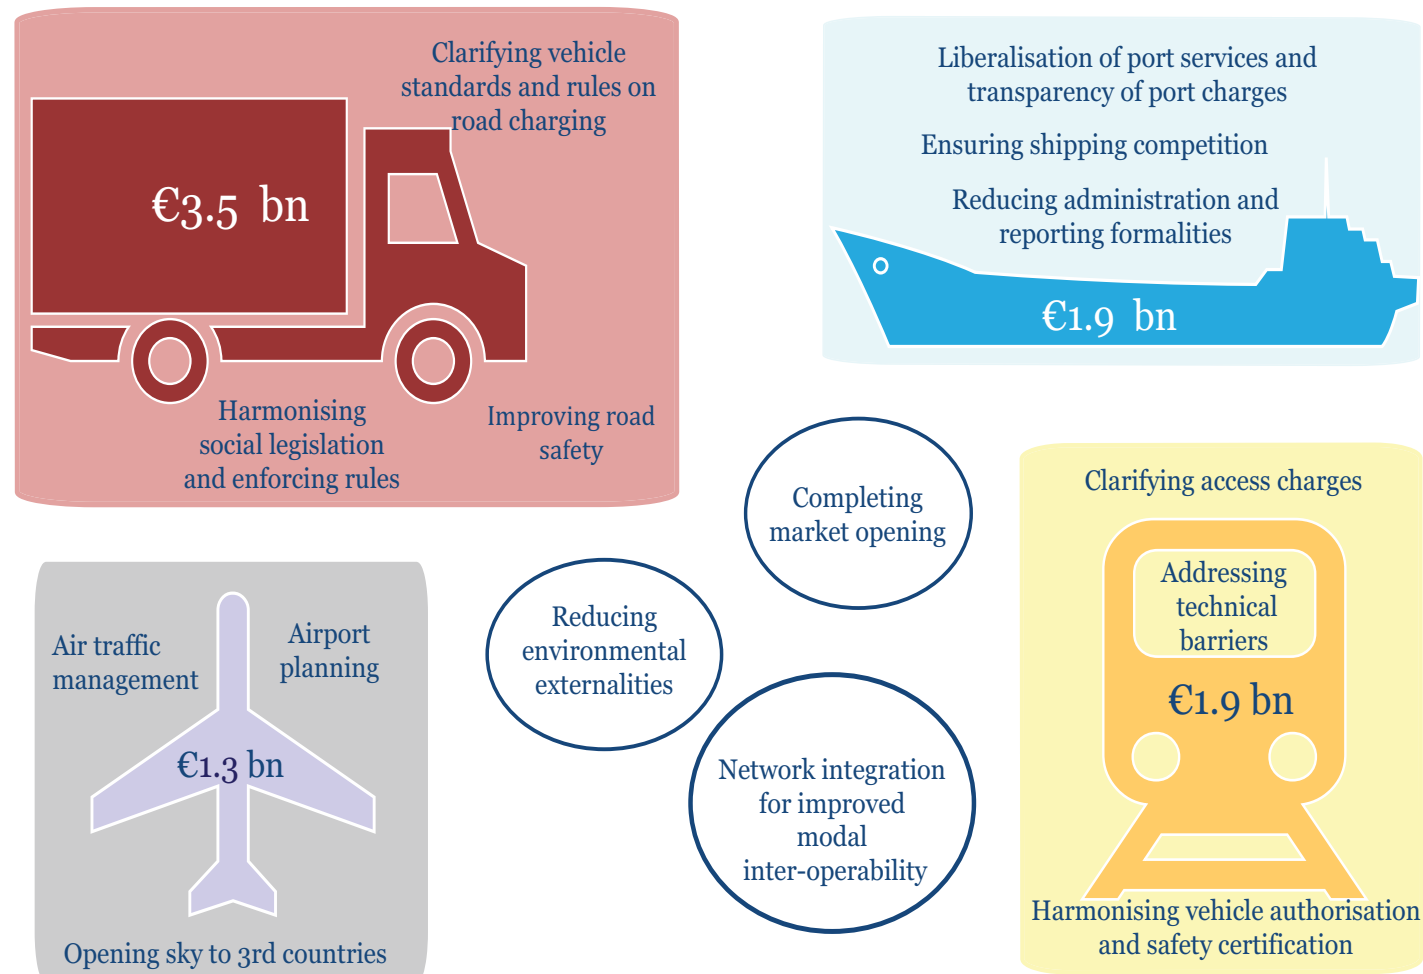 Clarifying vehicle
standards and rules on
road charging
€3.5 bn
Harmonising
social legislation
and enforcing rules
Improving road
safety
Liberalisation of port services and
transparency of port charges
Ensuring shipping competition
Reducing administration and
reporting formalities
€1.9 bn
Completing
market opening
Reducing
environmental
externalities
Network integration
for improved
modal
inter-operability
Air traffic
management
Airport
planning
€1.3 bn
Opening sky to 3rd countries
Clarifying access charges
Addressing
technical
barriers
€1.9 bn
Harmonising vehicle authorisation
and safety certification